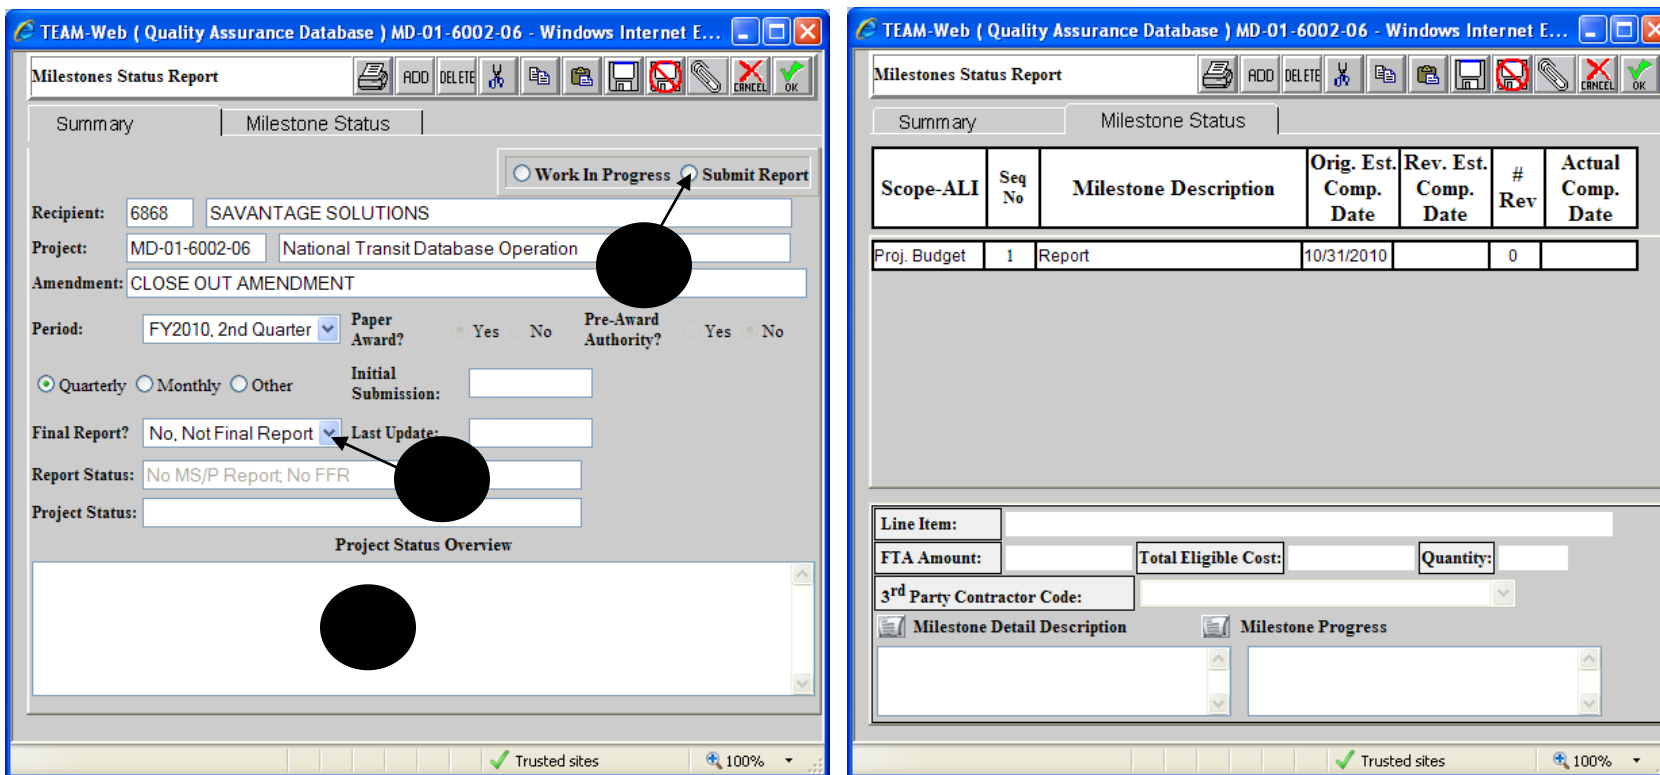 TEAM-Web ( Quality Assurance Database ) MD-01-6002-06 - Windows Internet E...
Milestones Status Report ADD DELETE CANCEL OK
Summary Milestone Status
Work In Progress Submit Report
Recipient: 6868 SAVANTAGE SOLUTIONS
Project: MD-01-6002-06 National Transit Database Operation
Amendment: CLOSE OUT AMENDMENT
Period: FY2010, 2nd Quarter Paper Award? Yes No Pre-Award Authority? Yes No
Quarterly Monthly Other Initial Submission:
Final Report? No, Not Final Report Last Update:
Report Status: No MS/P Report; No FFR
Project Status:
Project Status Overview
Trusted sites 100%
TEAM-Web ( Quality Assurance Database ) MD-01-6002-06 - Windows Internet E...
Milestones Status Report ADD DELETE CANCEL OK
Summary Milestone Status
Scope-ALI Seq No Milestone Description Orig. Est. Comp. Date Rev. Est. Comp. Date # Rev Actual Comp. Date
Proj. Budget 1 Report 10/31/2010 0
Line Item:
FTA Amount: Total Eligible Cost: Quantity:
3rd Party Contractor Code:
Milestone Detail Description Milestone Progress
Trusted sites 100%